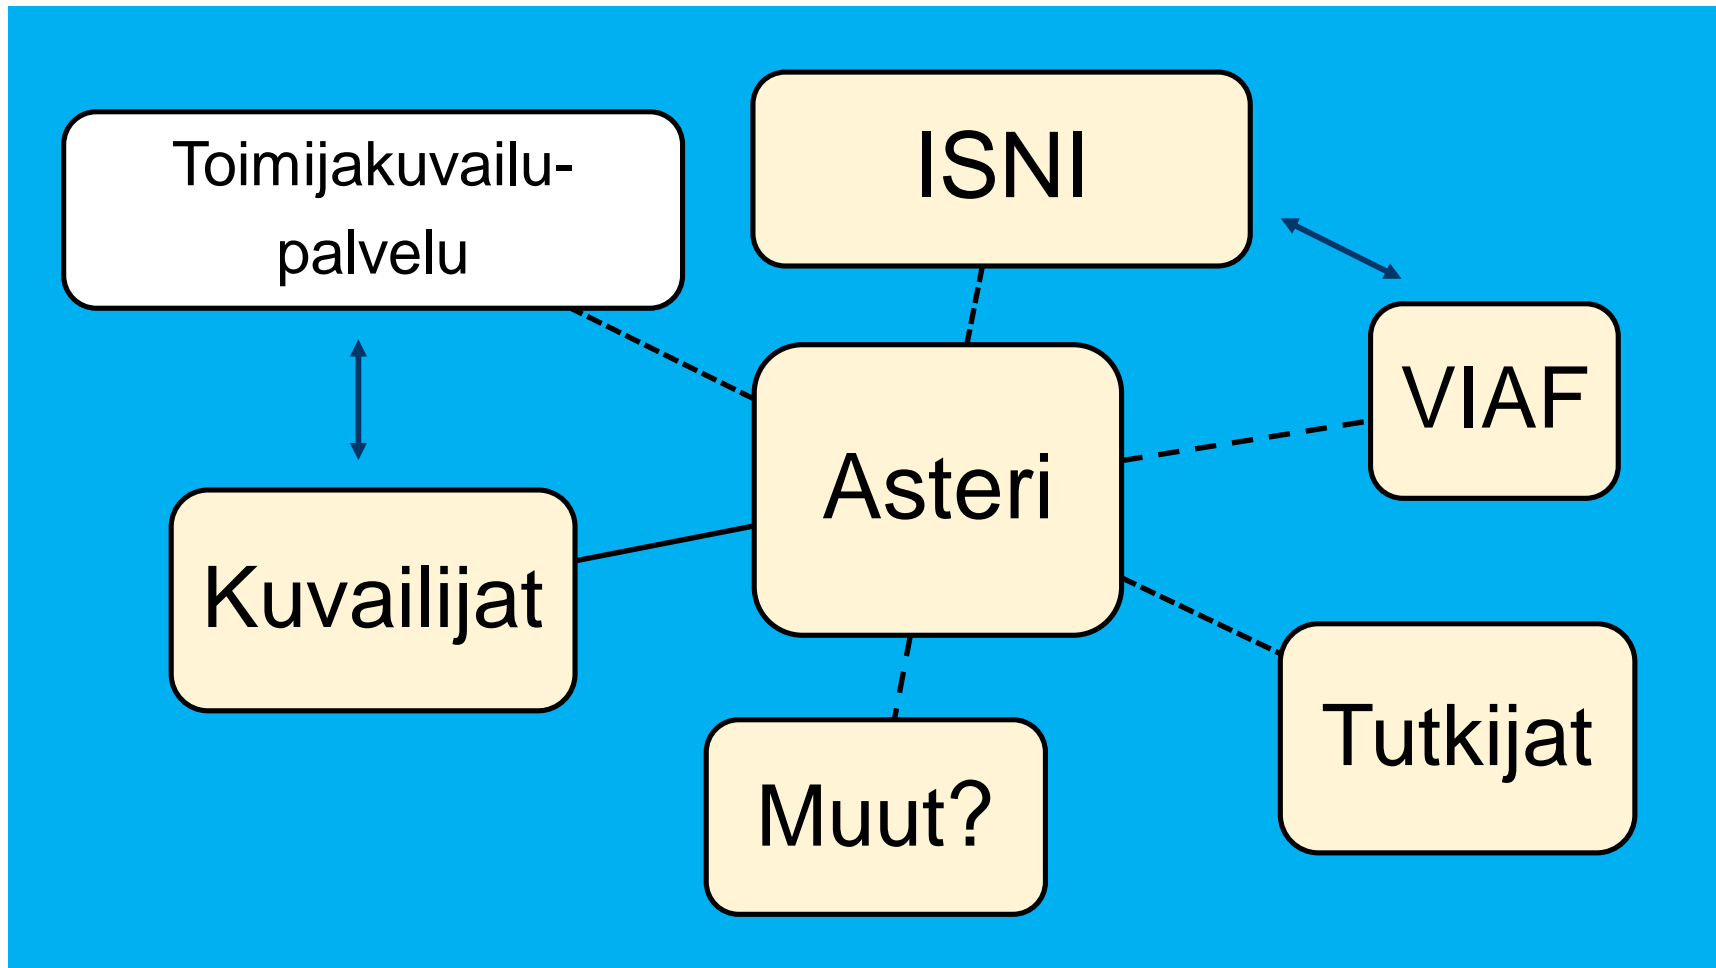 Toimijakuvailu-
palvelu
ISNI
VIAF
Asteri
Kuvailijat
Tutkijat
Muut?